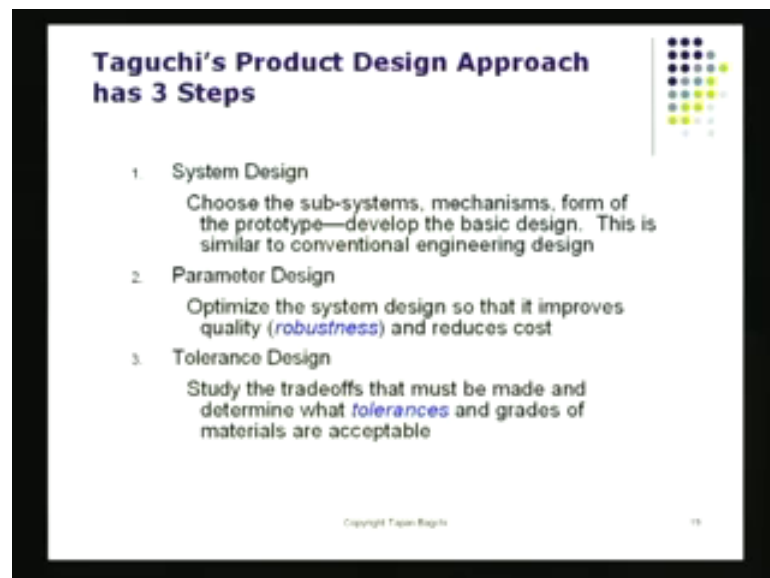 Taguchi's Product Design Approach
has 3 Steps
1. System Design
Choose the sub-systems, mechanisms, form of
the prototype—develop the basic design. This is
similar to conventional engineering design
2. Parameter Design
Optimize the system design so that it improves
quality (robustness) and reduces cost
3. Tolerance Design
Study the tradeoffs that must be made and
determine what tolerances and grades of
materials are acceptable
Copyright Tapan Bagchi